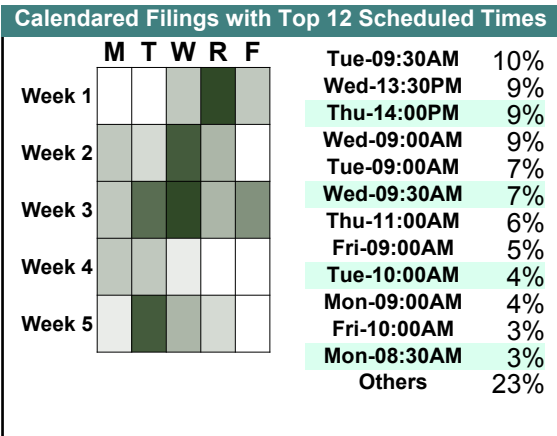 Calendared Filings with Top 12 Scheduled Times
M T W R F
Week 1
Week 2
Week 3
Week 4
Week 5
Tue-09:30AM 10%
Wed-13:30PM 9%
Thu-14:00PM 9%
Wed-09:00AM 9%
Tue-09:00AM 7%
Wed-09:30AM 7%
Thu-11:00AM 6%
Fri-09:00AM 5%
Tue-10:00AM 4%
Mon-09:00AM 4%
Fri-10:00AM 3%
Mon-08:30AM 3%
Others 23%